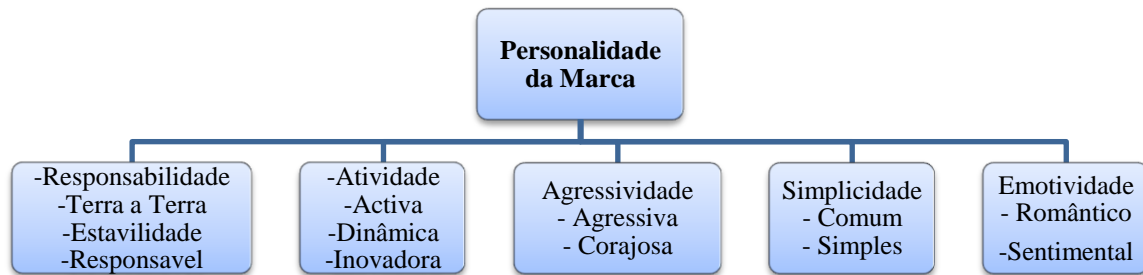 Personalidade
da Marca
-Responsabilidade
-Terra a Terra
-Estavilidade
-Responsavel
-Atividade
-Activa
-Dinâmica
-Inovadora
Agressividade
- Agressiva
- Corajosa
Simplicidade
- Comum
- Simples
Emotividade
- Romântico
-Sentimental